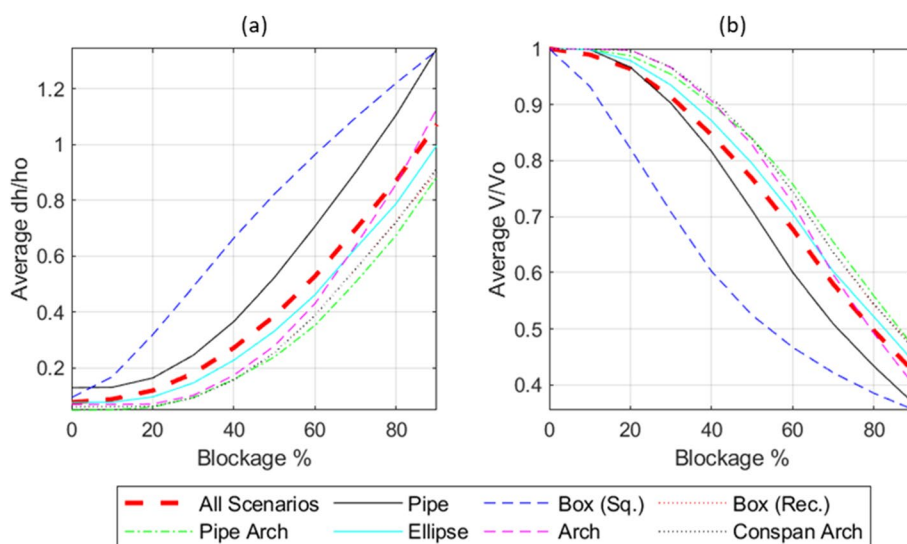 (a)
(b)
Average dh/ho
1.2
1
0.8
0.6
0.4
0.2
0 20 40 60 80
Blockage %
Average V/Vo
1
0.9
0.8
0.7
0.6
0.5
0.4
0 20 40 60 80
Blockage %
All Scenarios Pipe Box (Sq.) Box (Rec.)
Pipe Arch Ellipse Arch Conspan Arch